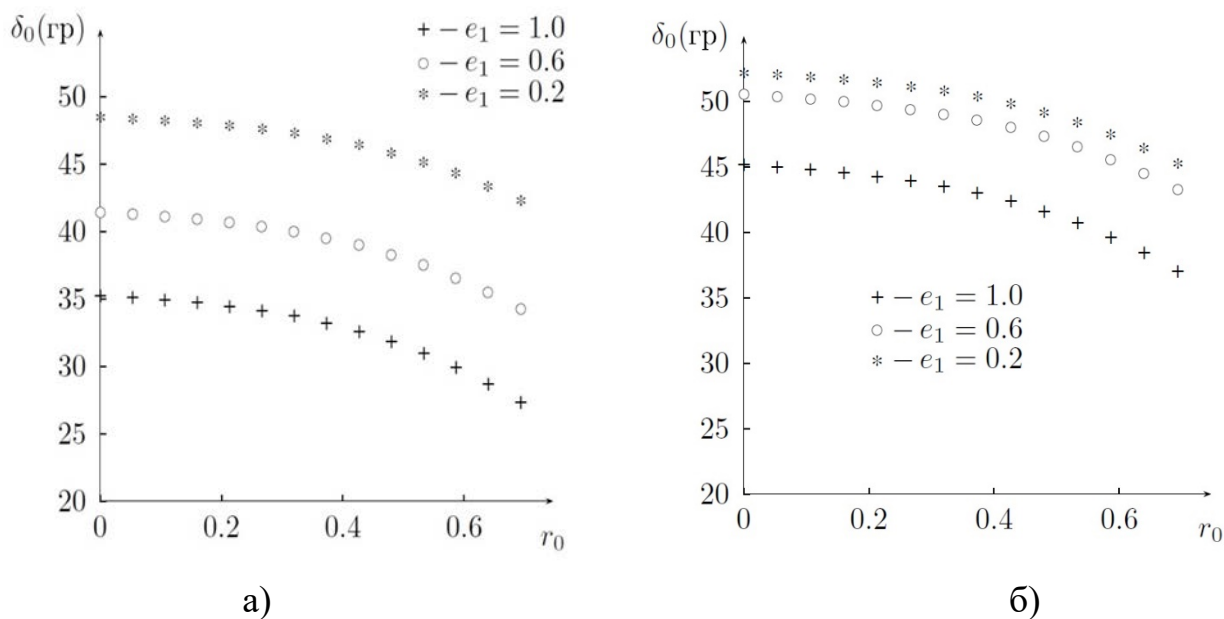 δ₀(гр)
+ − e₁ = 1.0
○ − e₁ = 0.6
* − e₁ = 0.2
50
45
40
35
30
25
20
0 0.2 0.4 0.6 r₀
а)
δ₀(гр)
50
45
40
35
30
25
20
+ − e₁ = 1.0
○ − e₁ = 0.6
* − e₁ = 0.2
0 0.2 0.4 0.6 r₀
б)